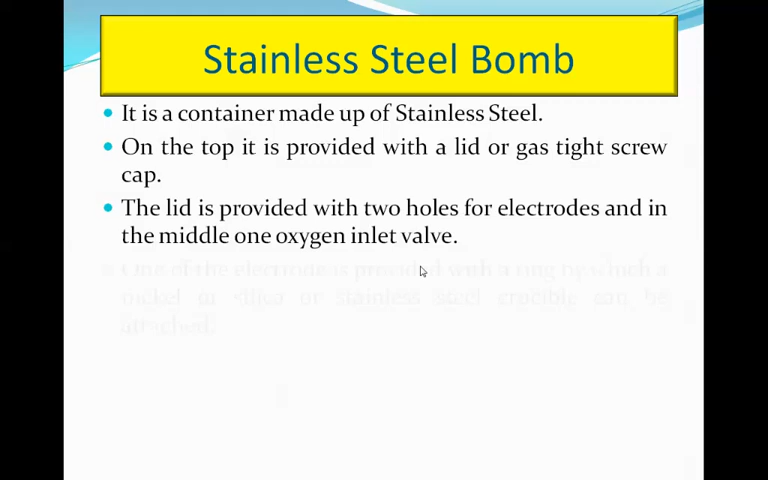 Stainless Steel Bomb
• It is a container made up of Stainless Steel.
• On the top it is provided with a lid or gas tight screw
cap.
• The lid is provided with two holes for electrodes and in
the middle one oxygen inlet valve.
One of the electrode is provided with a ring by which a
nickel or silica or stainless steel crucible can be
attached.